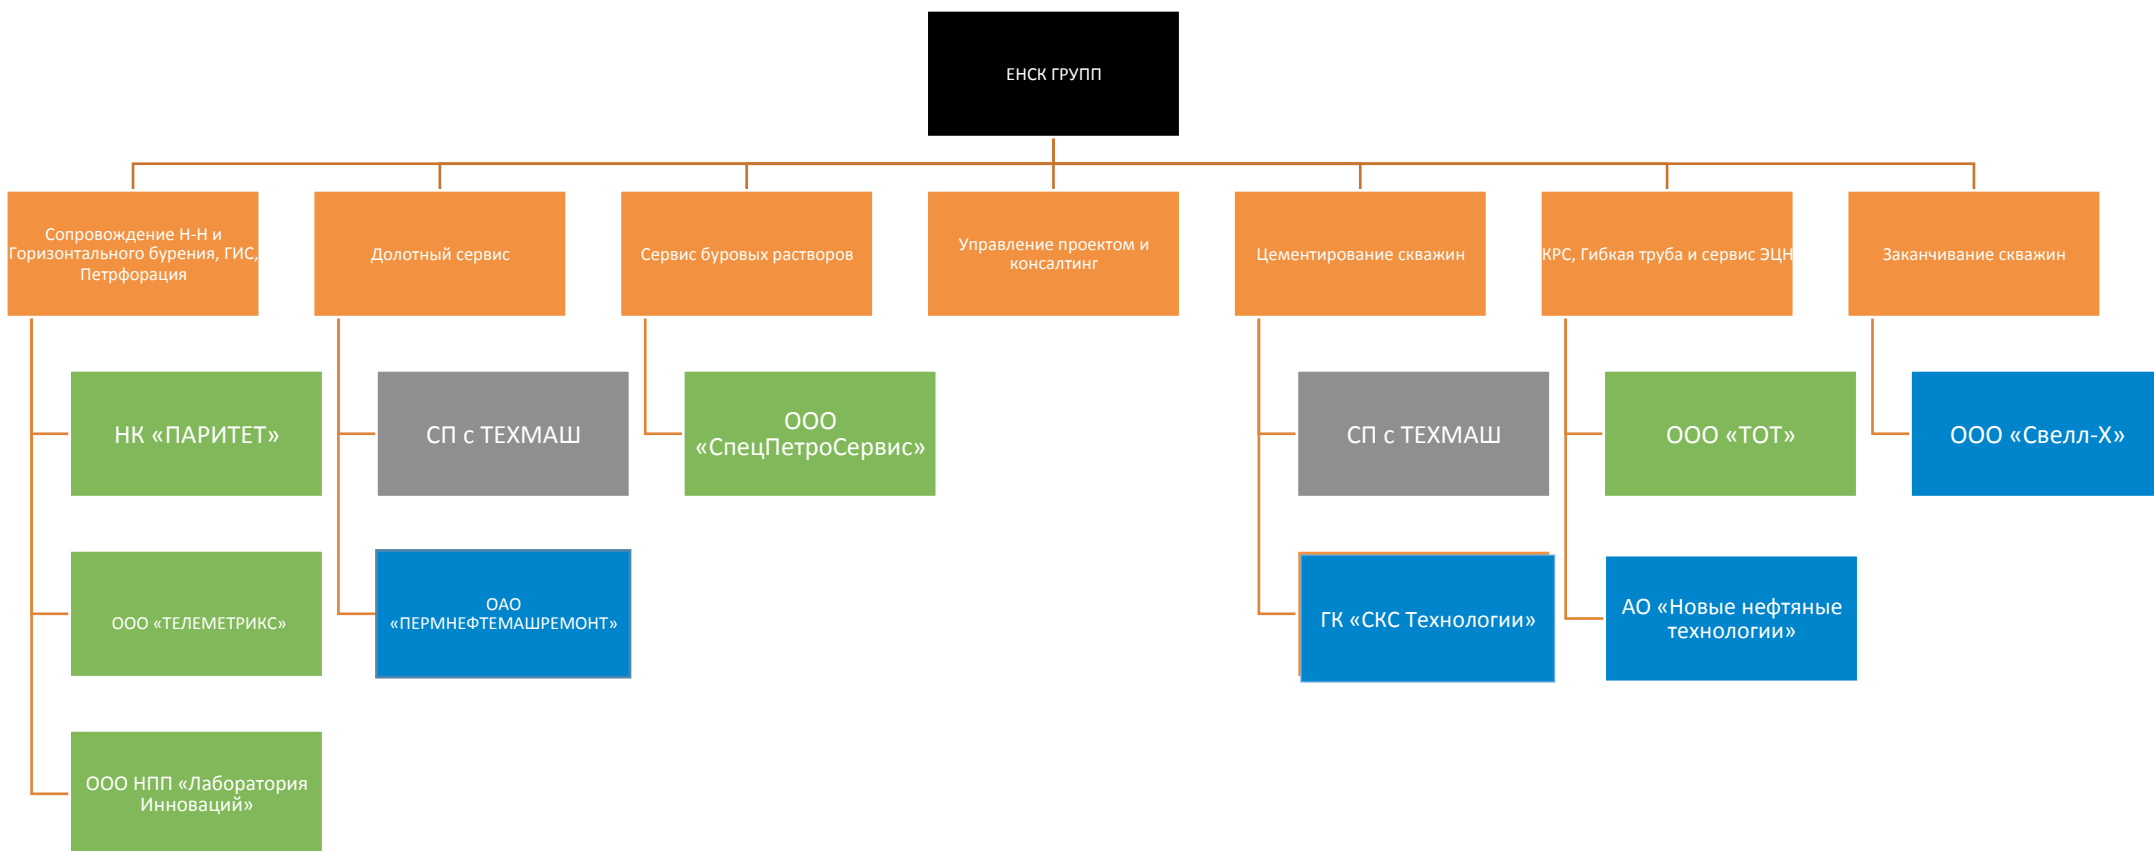 ЕНСК ГРУПП
Сопровождение Н-Н и
Горизонтального бурения, ГИС,
Петрфорация
Долотный сервис
Сервис буровых растворов
Управление проектом и
консалтинг
Цементирование скважин
КРС, Гибкая труба и сервис ЭЦН
Заканчивание скважин
НК «ПАРИТЕТ»
СП с ТЕХМАШ
ООО
«СпецПетроСервис»
СП с ТЕХМАШ
ООО «ТОТ»
ООО «Свелл-Х»
ООО «ТЕЛЕМЕТРИКС»
ОАО
«ПЕРМНЕФТЕМАШРЕМОНТ»
ГК «СКС Технологии»
АО «Новые нефтяные
технологии»
ООО НПП «Лаборатория
Инноваций»